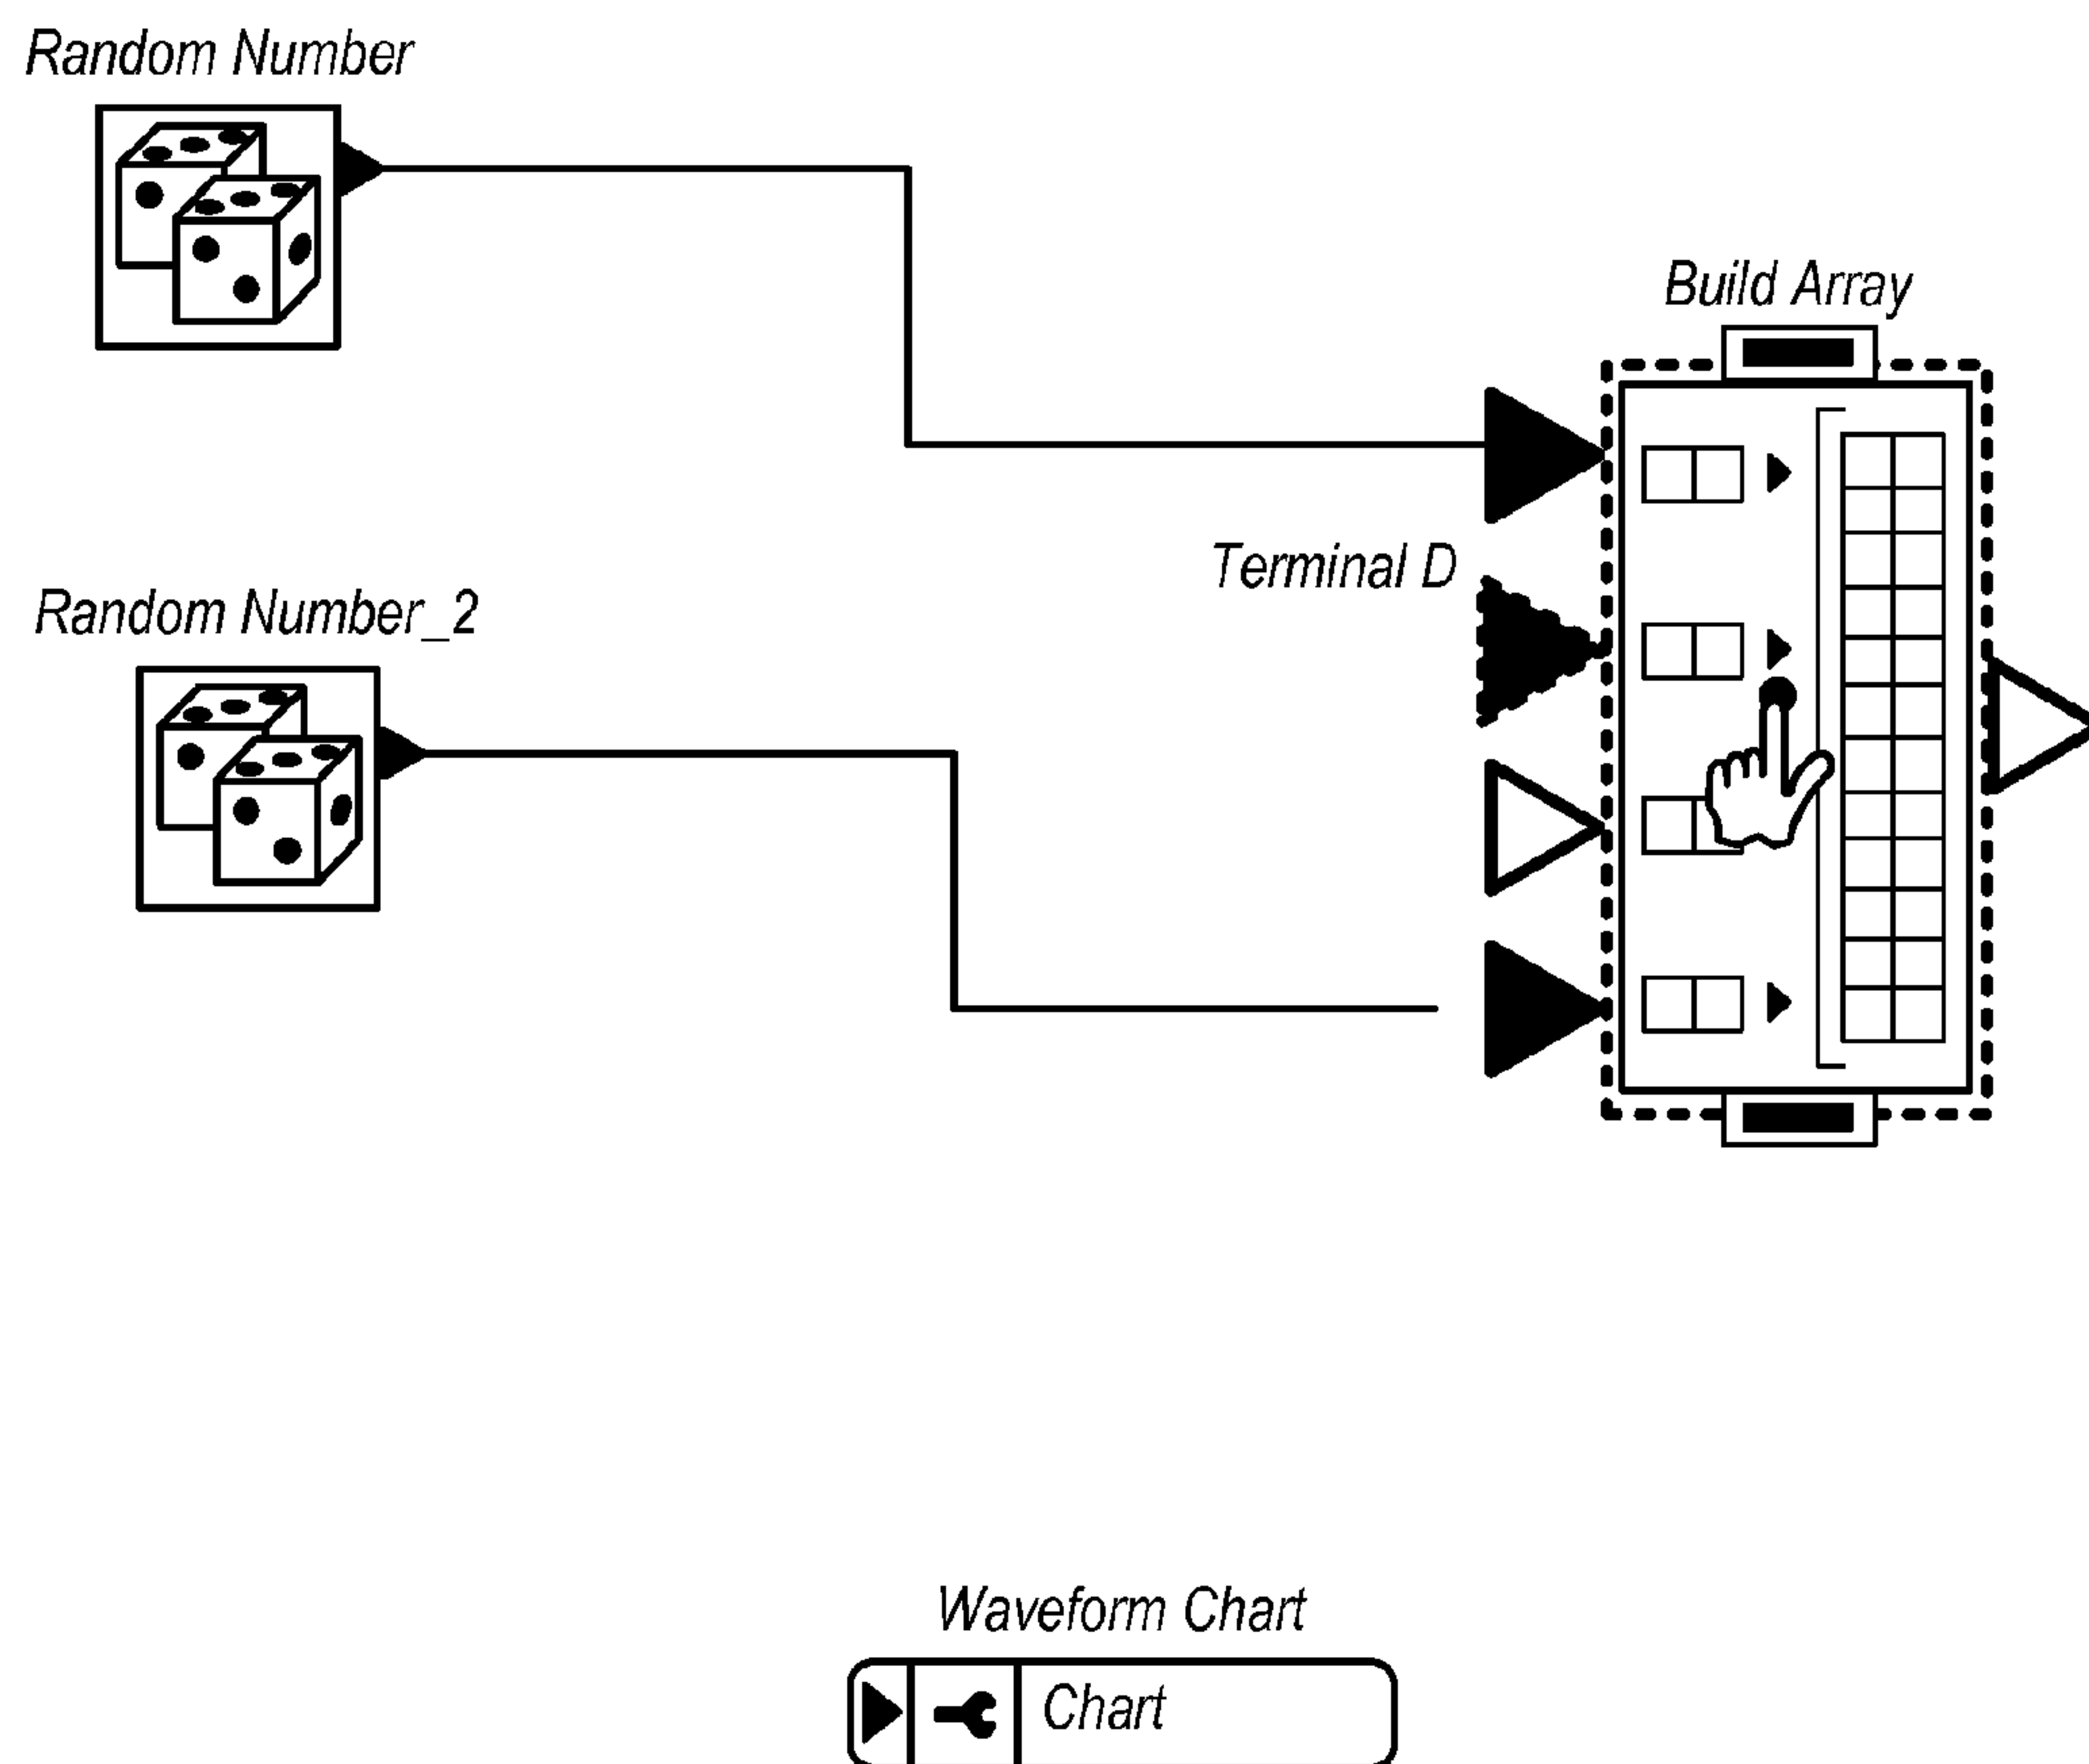 Random Number
Build Array
Terminal D
Random Number_2
Waveform Chart
Chart